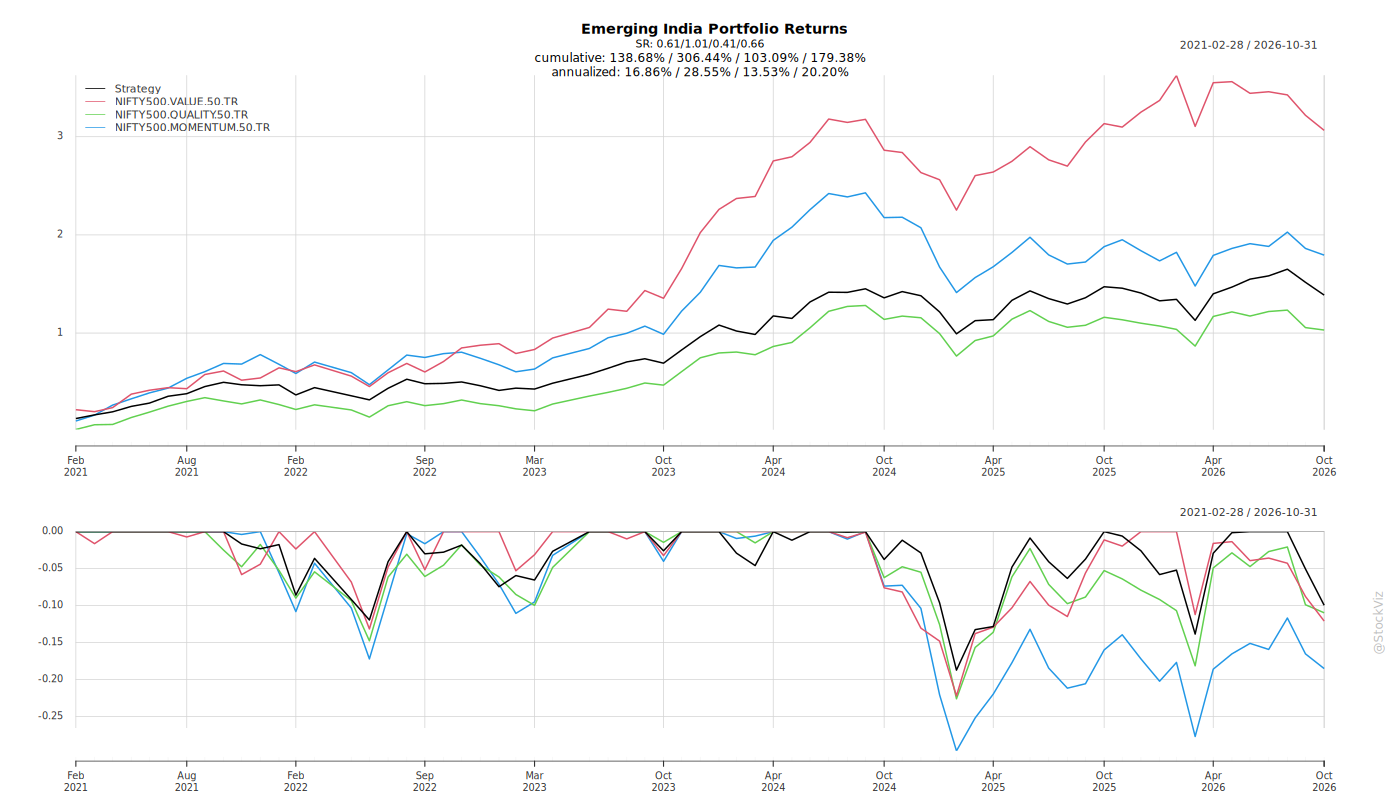 Emerging India Portfolio Returns
SR: 0.61/1.01/0.41/0.66
cumulative: 138.68% / 306.44% / 103.09% / 179.38%
annualized: 16.86% / 28.55% / 13.53% / 20.20%
2021-02-28 / 2026-10-31
Strategy
NIFTY500.VALUE.50.TR
NIFTY500.QUALITY.50.TR
NIFTY500.MOMENTUM.50.TR
3
2
1
Feb 2021
Aug 2021
Feb 2022
Sep 2022
Mar 2023
Oct 2023
Apr 2024
Oct 2024
Apr 2025
Oct 2025
Apr 2026
Oct 2026
2021-02-28 / 2026-10-31
0.00
-0.05
-0.10
-0.15
-0.20
-0.25
Feb 2021
Aug 2021
Feb 2022
Sep 2022
Mar 2023
Oct 2023
Apr 2024
Oct 2024
Apr 2025
Oct 2025
Apr 2026
Oct 2026
@StockViz